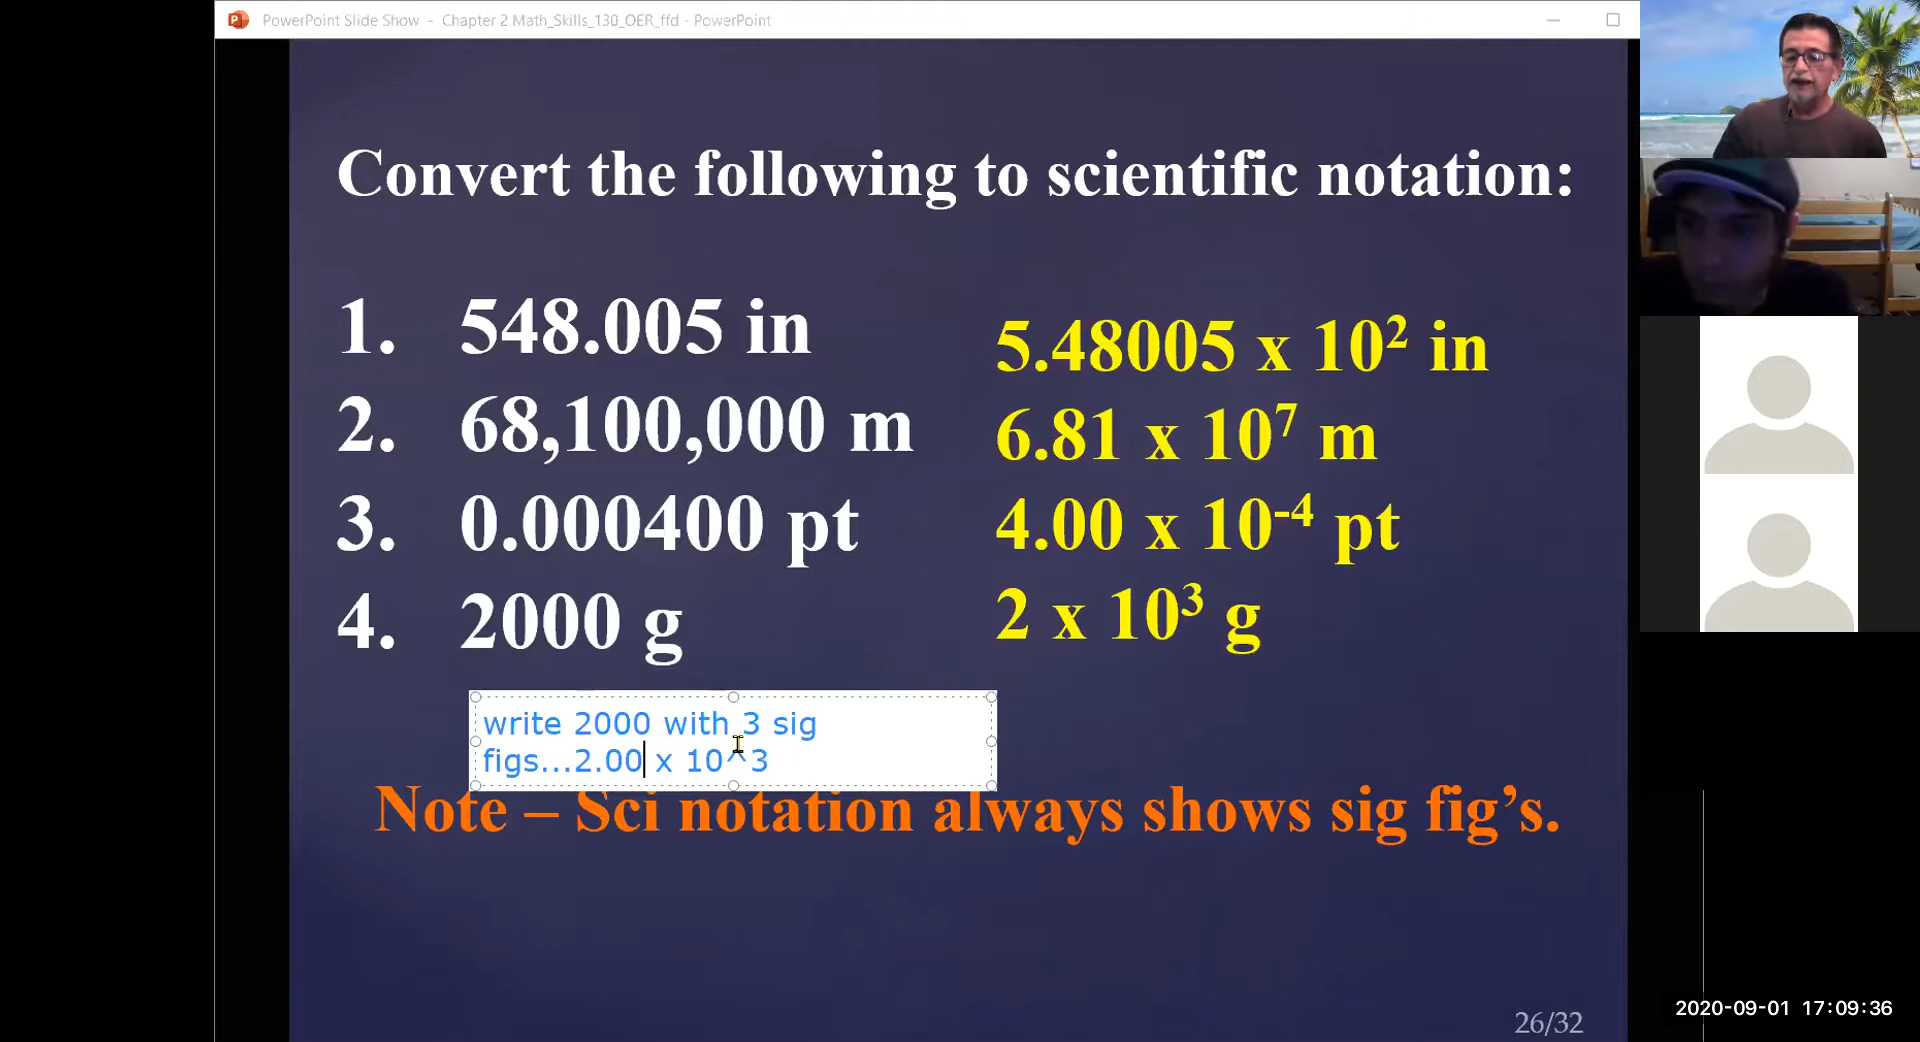 PowerPoint Slide Show - Chapter 2 Math_Skills_130_OER_ffd - PowerPoint
Convert the following to scientific notation:
1. 548.005 in
5.48005 x 10² in
2. 68,100,000 m
6.81 x 10⁷ m
3. 0.000400 pt
4.00 x 10⁻⁴ pt
4. 2000 g
2 x 10³ g
write 2000 with 3 sig
figs...2.00 x 10^3
Note – Sci notation always shows sig fig’s.
26/32
2020-09-01 17:09:36